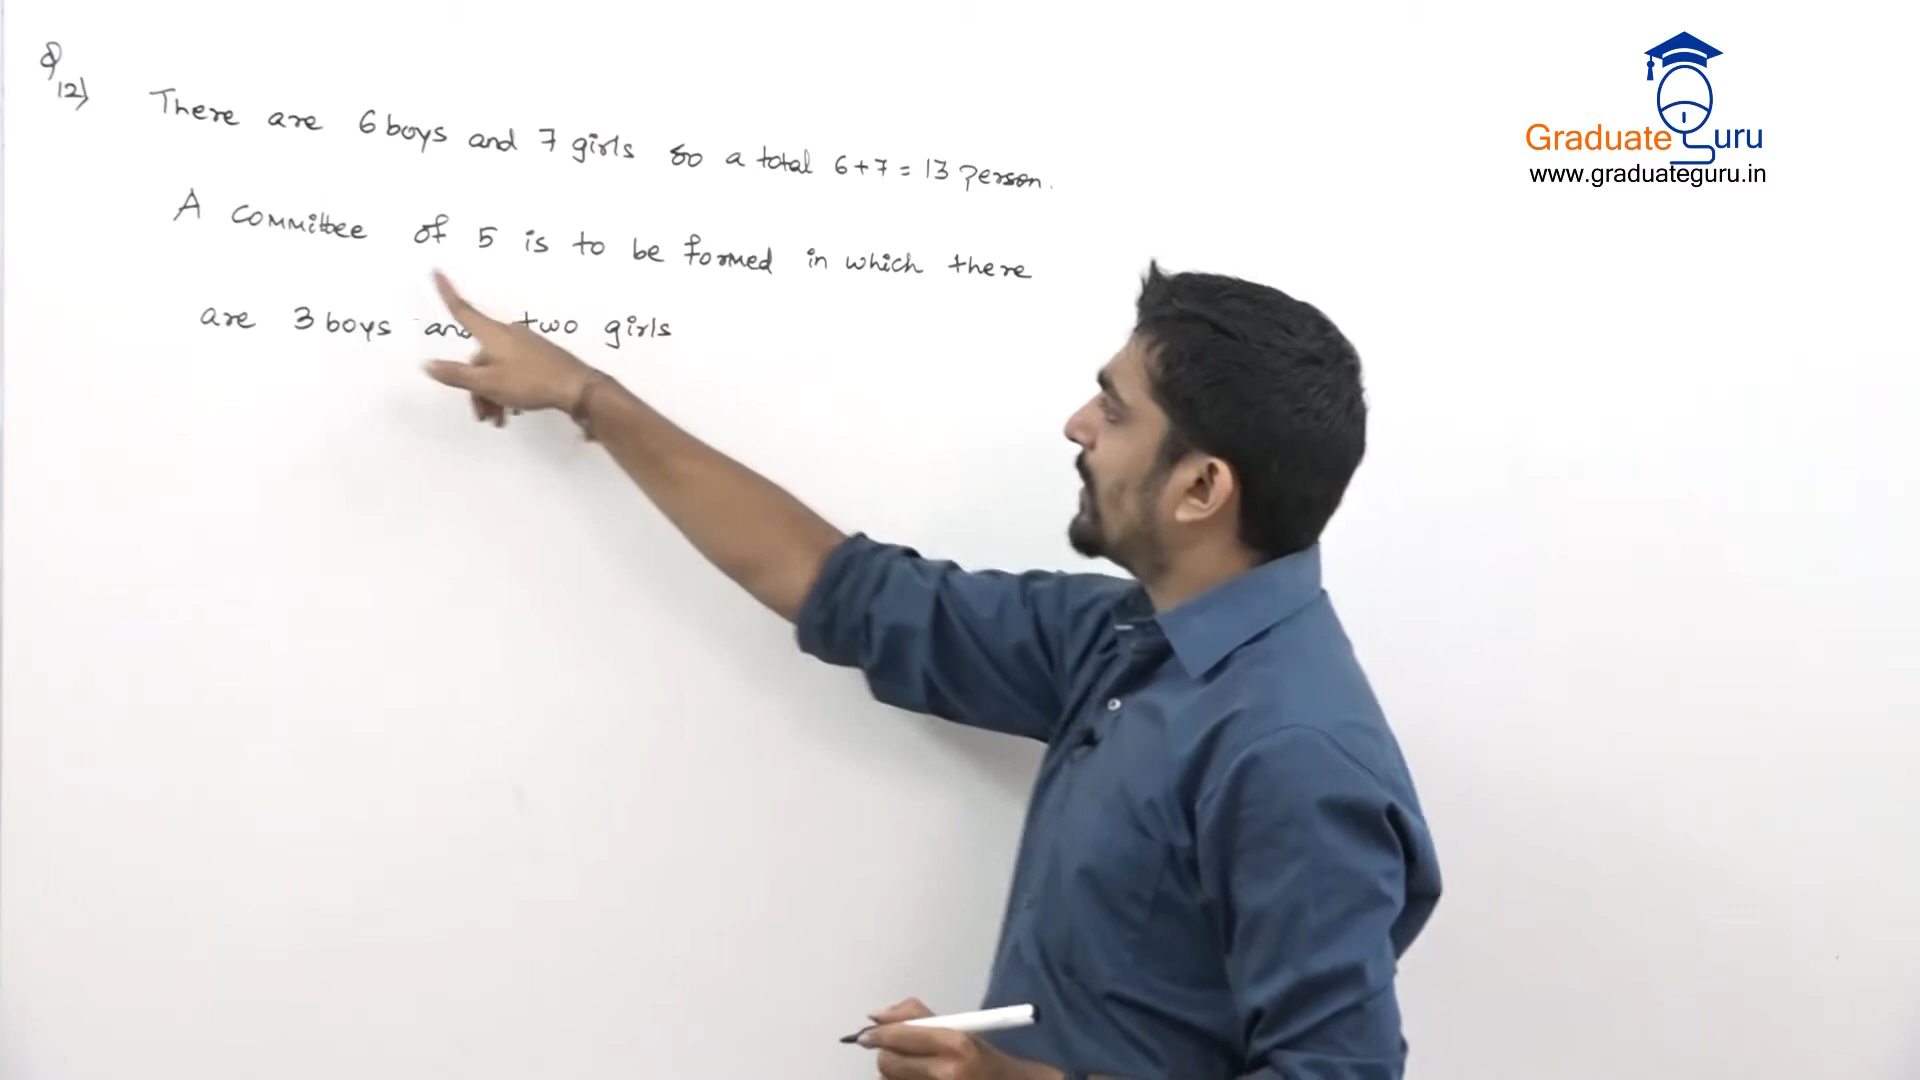 Q 12)
There are 6 boys and 7 girls so a total 6+7 = 13 person.
A committee of 5 is to be formed in which there
are 3 boys and two girls
Graduate Guru
www.graduateguru.in